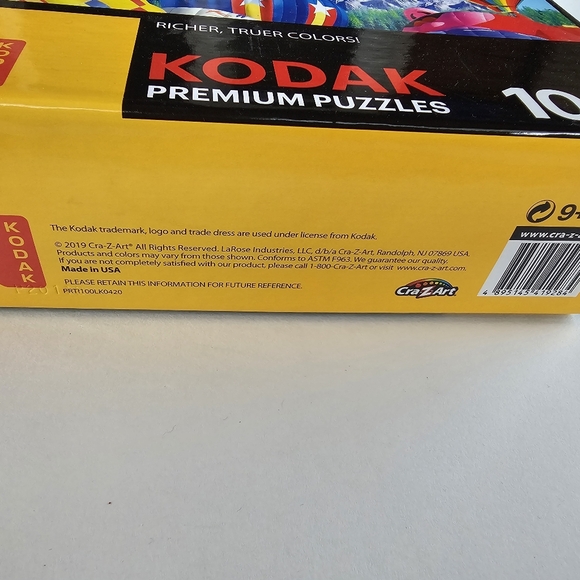 RICHER, TRUER COLORS!
KODAK
PREMIUM PUZZLES
10
9+
The Kodak trademark, logo and trade dress are used under license from Kodak.
© 2019 Cra-Z-Art® All Rights Reserved. LaRose Industries, LLC, d/b/a Cra-Z-Art, Randolph, NJ 07869 USA.
Products and colors may vary from those shown. Conforms to ASTM F963. We guarantee our quality.
If you are not completely satisfied with our product, please call 1-800-Cra-Z-Art or visit www.cra-z-art.com.
Made in USA
PLEASE RETAIN THIS INFORMATION FOR FUTURE REFERENCE.
PRTI100LK0420
KODAK
Cra-Z-Art
www.cra-z-